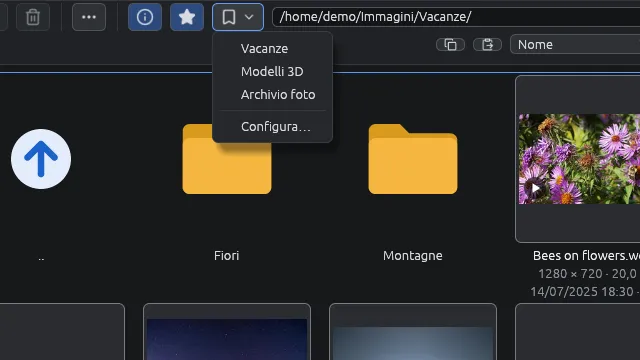 /home/demo/Immagini/Vacanze/
Nome
Vacanze
Modelli 3D
Archivio foto
Configura...
..
Fiori
Montagne
Bees on flowers.we
1280 × 720 · 20,0
14/07/2025 18:30 ·